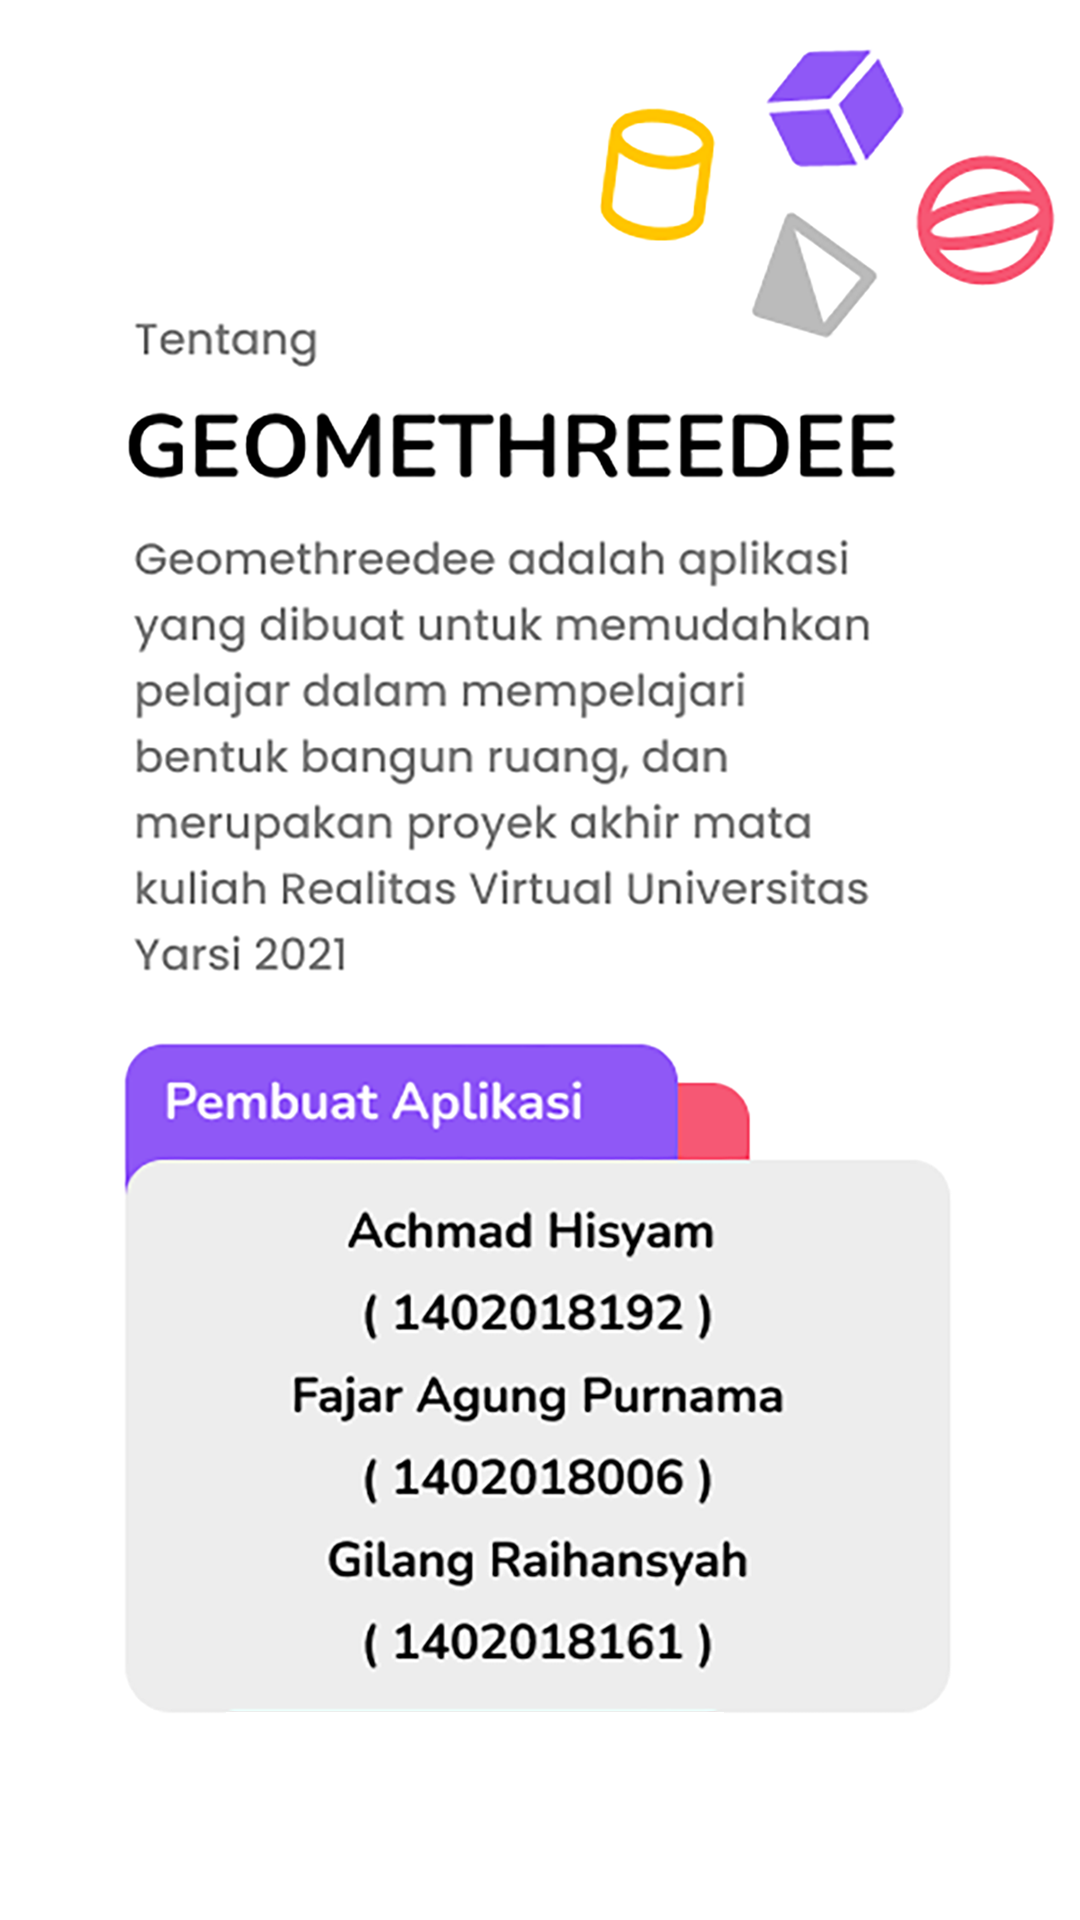 Tentang
GEOMETHREEDEE
Geomethreedee adalah aplikasi
yang dibuat untuk memudahkan
pelajar dalam mempelajari
bentuk bangun ruang, dan
merupakan proyek akhir mata
kuliah Realitas Virtual Universitas
Yarsi 2021
Pembuat Aplikasi
Achmad Hisyam
( 1402018192 )
Fajar Agung Purnama
( 1402018006 )
Gilang Raihansyah
( 1402018161 )